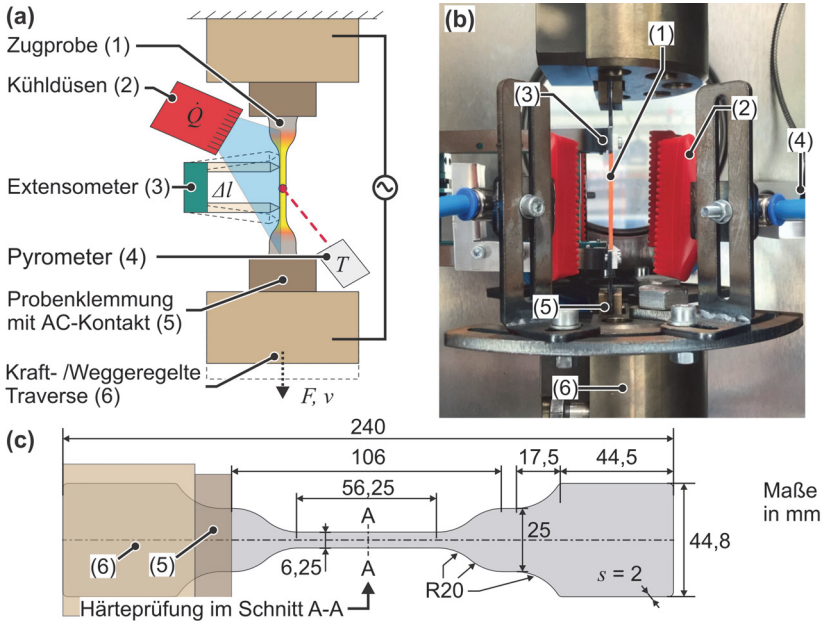 (a)
Zugprobe (1)
Kühldüsen (2)
Q̇
Extensometer (3)
Δl
Pyrometer (4)
T
Probenklemmung
mit AC-Kontakt (5)
Kraft- /Weggeregelte
Traverse (6)
F, v
(b)
(1)
(3)
(2)
(4)
(5)
(6)
(c)
240
106
17,5
44,5
56,25
Maße
in mm
A
25
44,8
(6)
(5)
6,25
A
R20
s = 2
Härteprüfung im Schnitt A-A